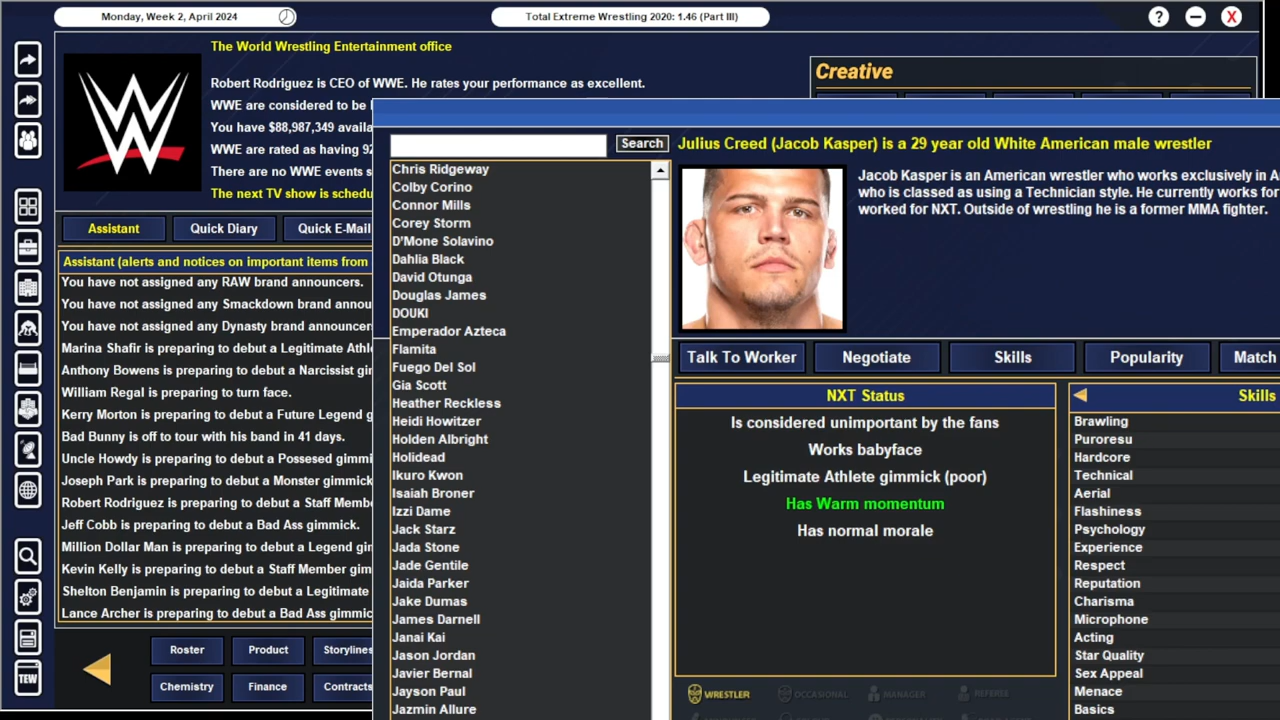 Monday, Week 2, April 2024
Total Extreme Wrestling 2020: 1.46 (Part III)
?
X
The World Wrestling Entertainment office
Robert Rodriguez is CEO of WWE. He rates your performance as excellent.
WWE are considered to be
You have $88,987,349
WWE are rated as having
There are no WWE events
The next TV show is
Creative
Assistant
Quick Diary
Quick E-Mail
Assistant (alerts and notices on important items from
You have not assigned any RAW brand announcers.
You have not assigned any Smackdown brand
You have not assigned any Dynasty brand announcers
Marina Shafir is preparing to debut a Legitimate
Anthony Bowens is preparing to debut a Narcissist
William Regal is preparing to turn face.
Kerry Morton is preparing to debut a Future Legend
Bad Bunny is off to tour with his band in 41 days.
Uncle Howdy is preparing to debut a Possesed
Joseph Park is preparing to debut a Monster gimmick
Robert Rodriguez is preparing to debut a Staff
Jeff Cobb is preparing to debut a Bad Ass gimmick.
Million Dollar Man is preparing to debut a Legend
Kevin Kelly is preparing to debut a Staff Member
Shelton Benjamin is preparing to debut a Legitimate
Lance Archer is preparing to debut a Bad Ass
Roster
Product
Storylines
Chemistry
Finance
Contracts
TEW
Search
Chris Ridgeway
Colby Corino
Connor Mills
Corey Storm
D'Mone Solavino
Dahlia Black
David Otunga
Douglas James
DOUKI
Emperador Azteca
Flamita
Fuego Del Sol
Gia Scott
Heather Reckless
Heidi Howitzer
Holden Albright
Holidead
Ikuro Kwon
Isaiah Broner
Izzi Dame
Jack Starz
Jada Stone
Jade Gentile
Jaida Parker
Jake Dumas
James Darnell
Janai Kai
Jason Jordan
Javier Bernal
Jayson Paul
Jazmin Allure
Julius Creed (Jacob Kasper) is a 29 year old White American male wrestler
Jacob Kasper is an American wrestler who works exclusively in
who is classed as using a Technician style. He currently works for
worked for NXT. Outside of wrestling he is a former MMA fighter.
Talk To Worker
Negotiate
Skills
Popularity
Match
NXT Status
Is considered unimportant by the fans
Works babyface
Legitimate Athlete gimmick (poor)
Has Warm momentum
Has normal morale
WRESTLER
OCCASIONAL
MANAGER
REFEREE
Skills
Brawling
Puroresu
Hardcore
Technical
Aerial
Flashiness
Psychology
Experience
Respect
Reputation
Charisma
Microphone
Acting
Star Quality
Sex Appeal
Menace
Basics